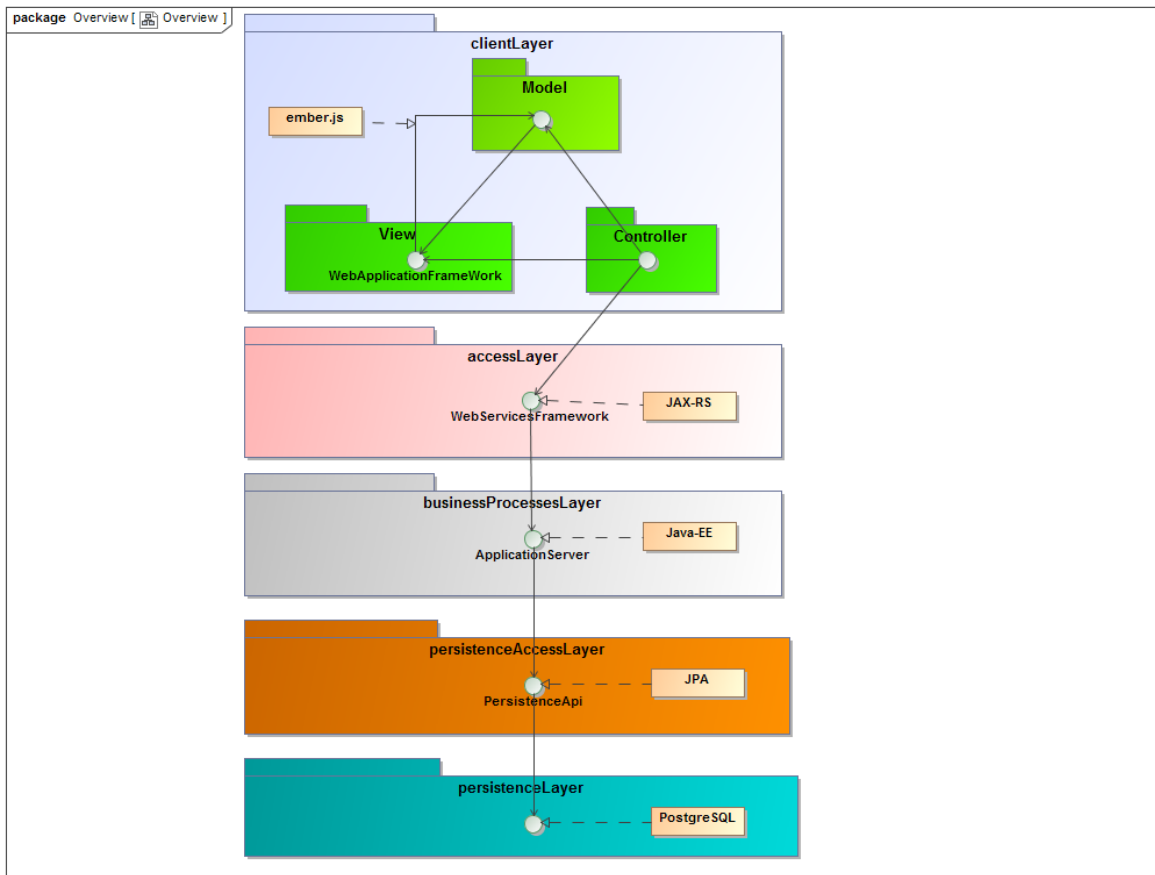 package Overview [ Overview ]
clientLayer
Model
ember.js
View
Controller
WebApplicationFrameWork
accessLayer
JAX-RS
WebServicesFramework
businessProcessesLayer
Java-EE
ApplicationServer
persistenceAccessLayer
JPA
PersistenceApi
persistenceLayer
PostgreSQL